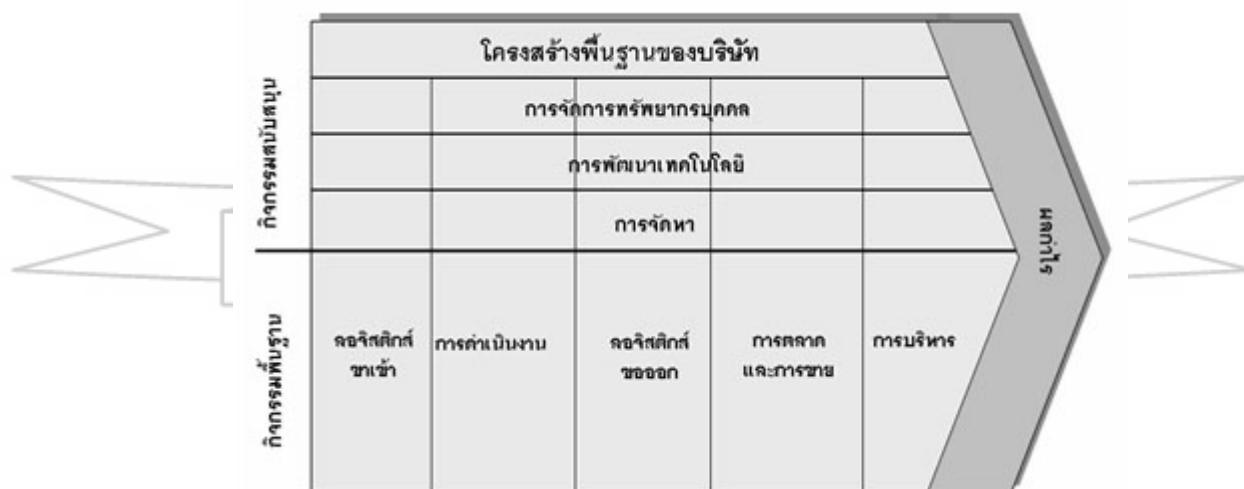 โครงสร้างพื้นฐานของบริษัท
การจัดการทรัพยากรบุคคล
การพัฒนาเทคโนโลยี
การจัดหา
กิจกรรมสนับสนุน
ผลกำไร
กิจกรรมพื้นฐาน
ลอจิสติกส์
ขาเข้า
การดำเนินงาน
ลอจิสติกส์
ขอออก
การตลาด
และการขาย
การบริหาร